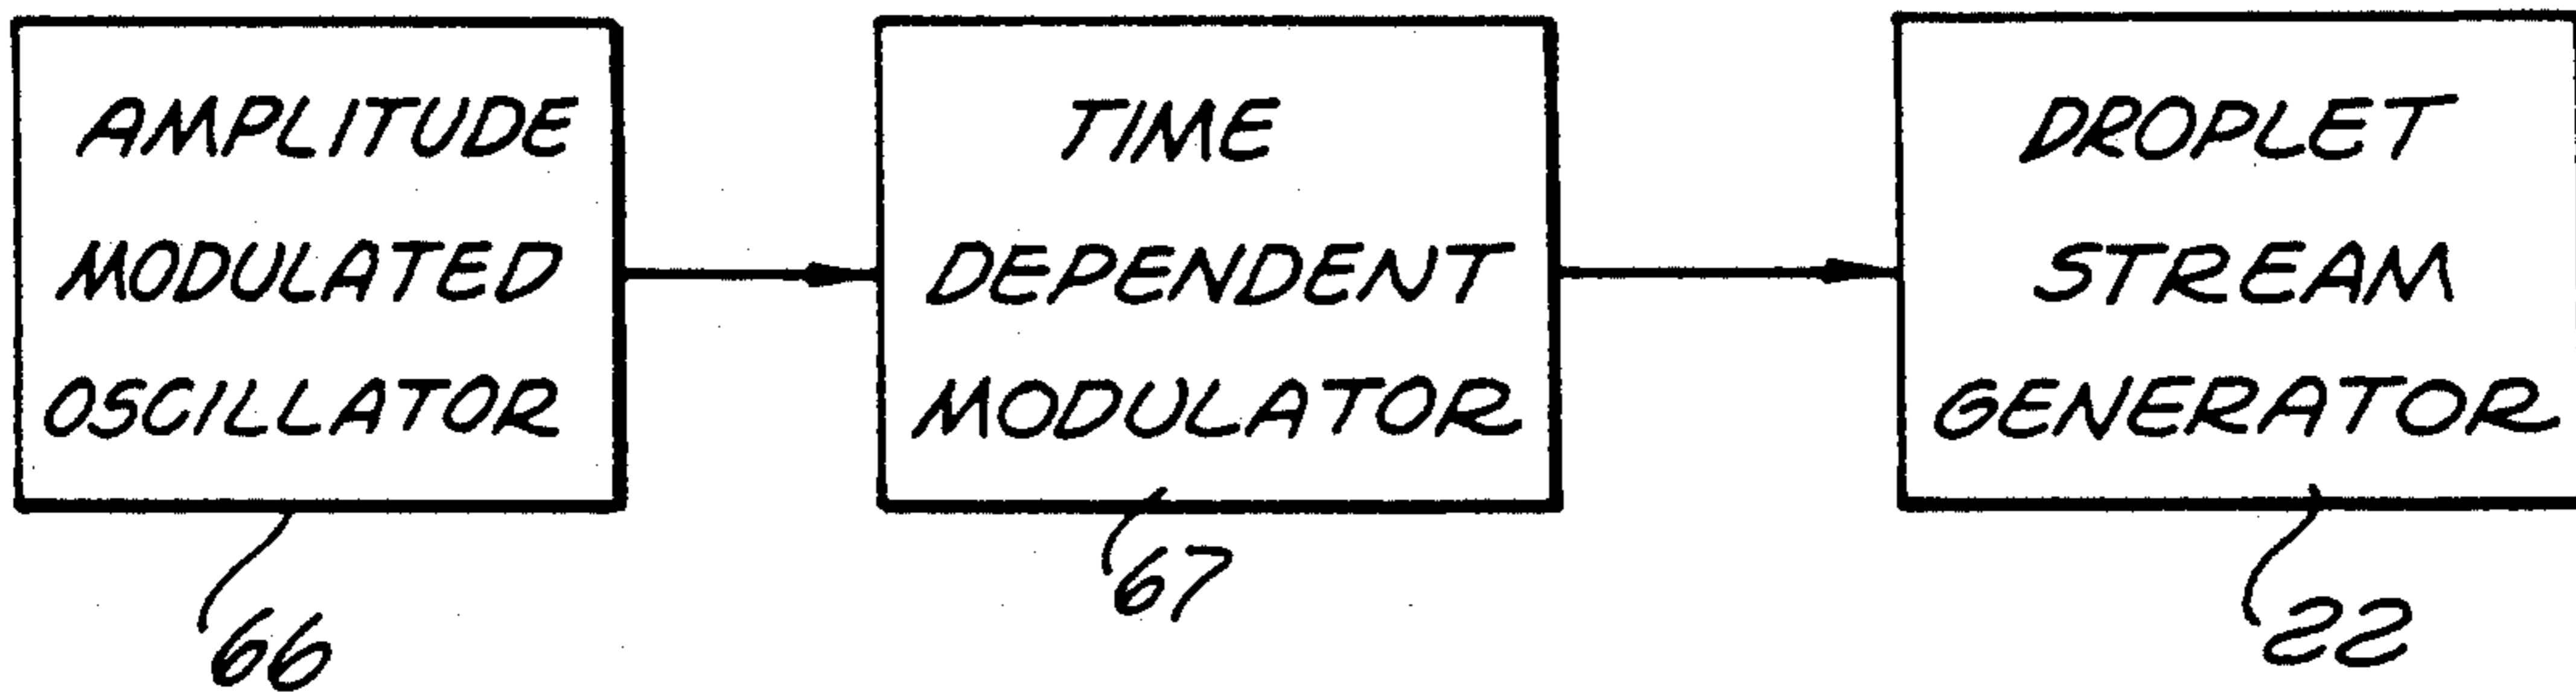 AMPLITUDE
MODULATED
OSCILLATOR
66
TIME
DEPENDENT
MODULATOR
67
DROPLET
STREAM
GENERATOR
22